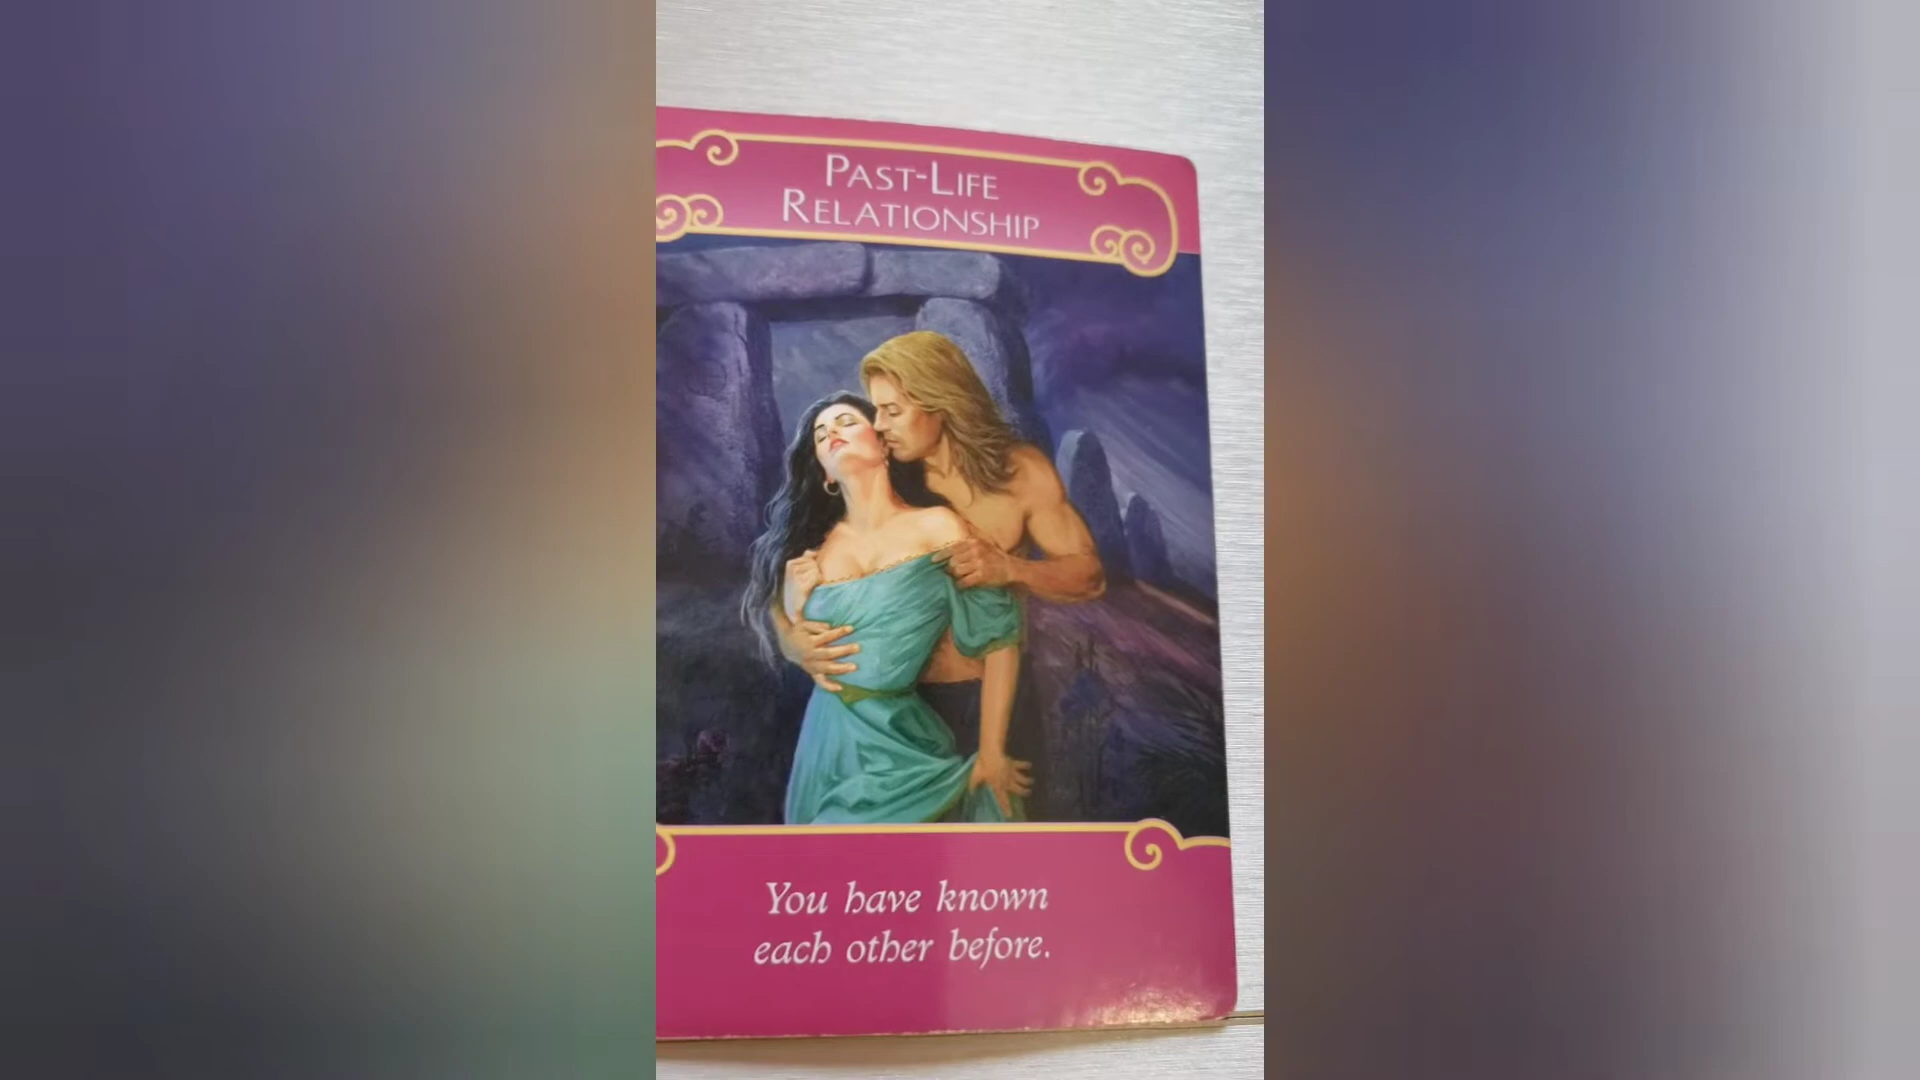 PAST-LIFE
RELATIONSHIP
You have known
each other before.